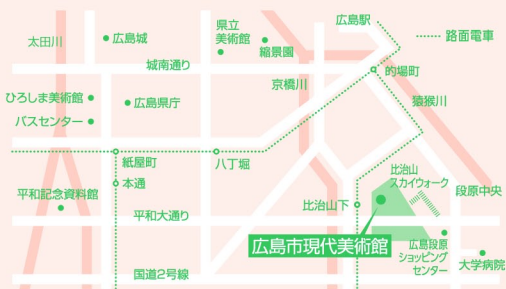 広島駅
県立
美術館
路面電車
太田川
広島城
縮景園
城南通り
的場町
京橋川
猿猴川
ひろしま美術館
広島県庁
バスセンター
紙屋町
八丁堀
本通
比治山
スカイウォーク
段原中央
平和記念資料館
比治山下
平和大通り
広島市現代美術館
広島段原
ショッピング
センター
大学病院
国道2号線